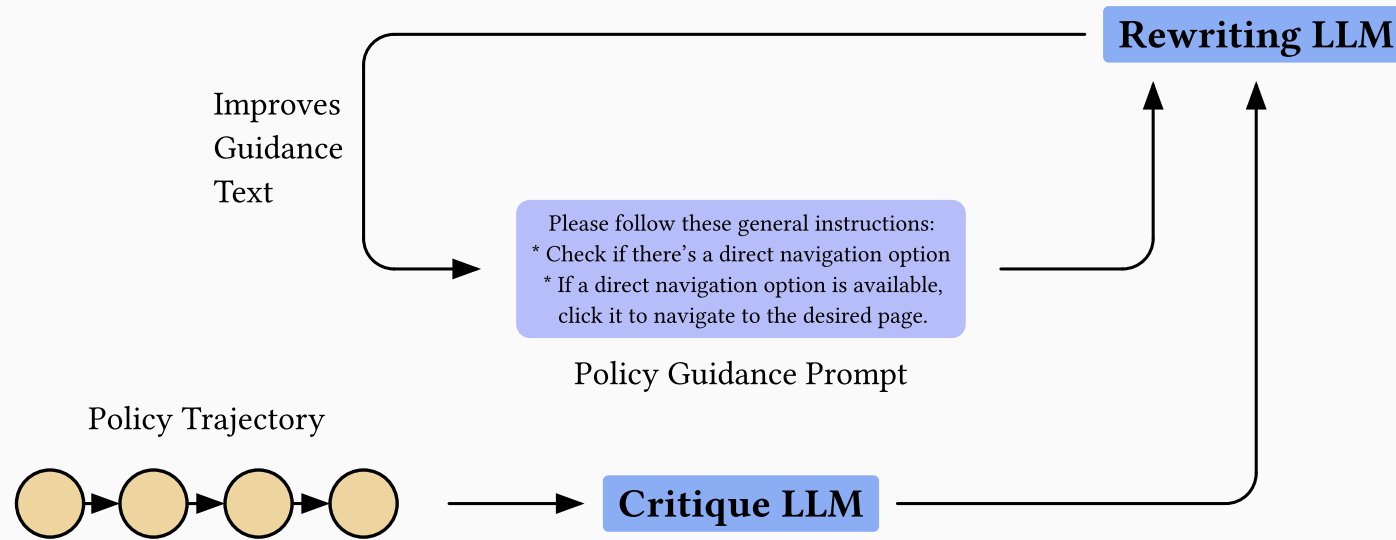 Rewriting LLM
Improves
Guidance
Text
Please follow these general instructions:
* Check if there's a direct navigation option
* If a direct navigation option is available,
click it to navigate to the desired page.
Policy Guidance Prompt
Policy Trajectory
Critique LLM